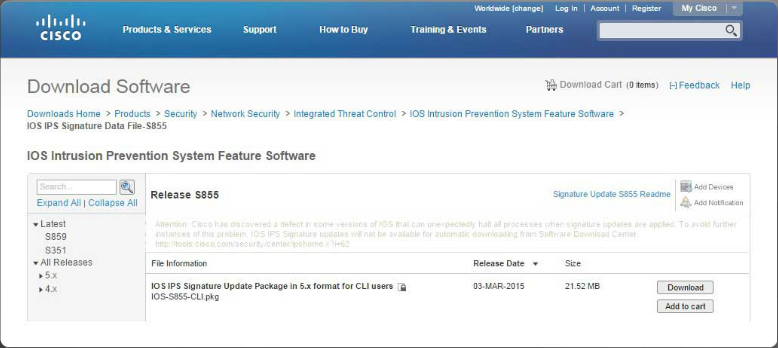 Worldwide [change] Log In Account Register My Cisco
CISCO
Products & Services Support How to Buy Training & Events Partners
Download Software
Download Cart (0 items) [-] Feedback Help
Downloads Home > Products > Security > Network Security > Integrated Threat Control > IOS Intrusion Prevention System Feature Software >
IOS IPS Signature Data File-S855
IOS Intrusion Prevention System Feature Software
Search...
Expand All | Collapse All
Latest
S859
S351
All Releases
5.x
4.x
Release S855
Signature Update S855 Readme
Add Devices
Add Notification
Attention: Cisco has discovered a defect in some versions of IOS that can unexpectedly halt all processes when signature updates are applied. To avoid further
instances of this problem, IOS IPS Signature updates will not be available for automatic downloading from Software Download Center.
http://tools.cisco.com/security/center/ipshome.x?i=62
File Information Release Date Size
IOS IPS Signature Update Package in 5.x format for CLI users 03-MAR-2015 21.52 MB Download
IOS-S855-CLI.pkg
Add to cart